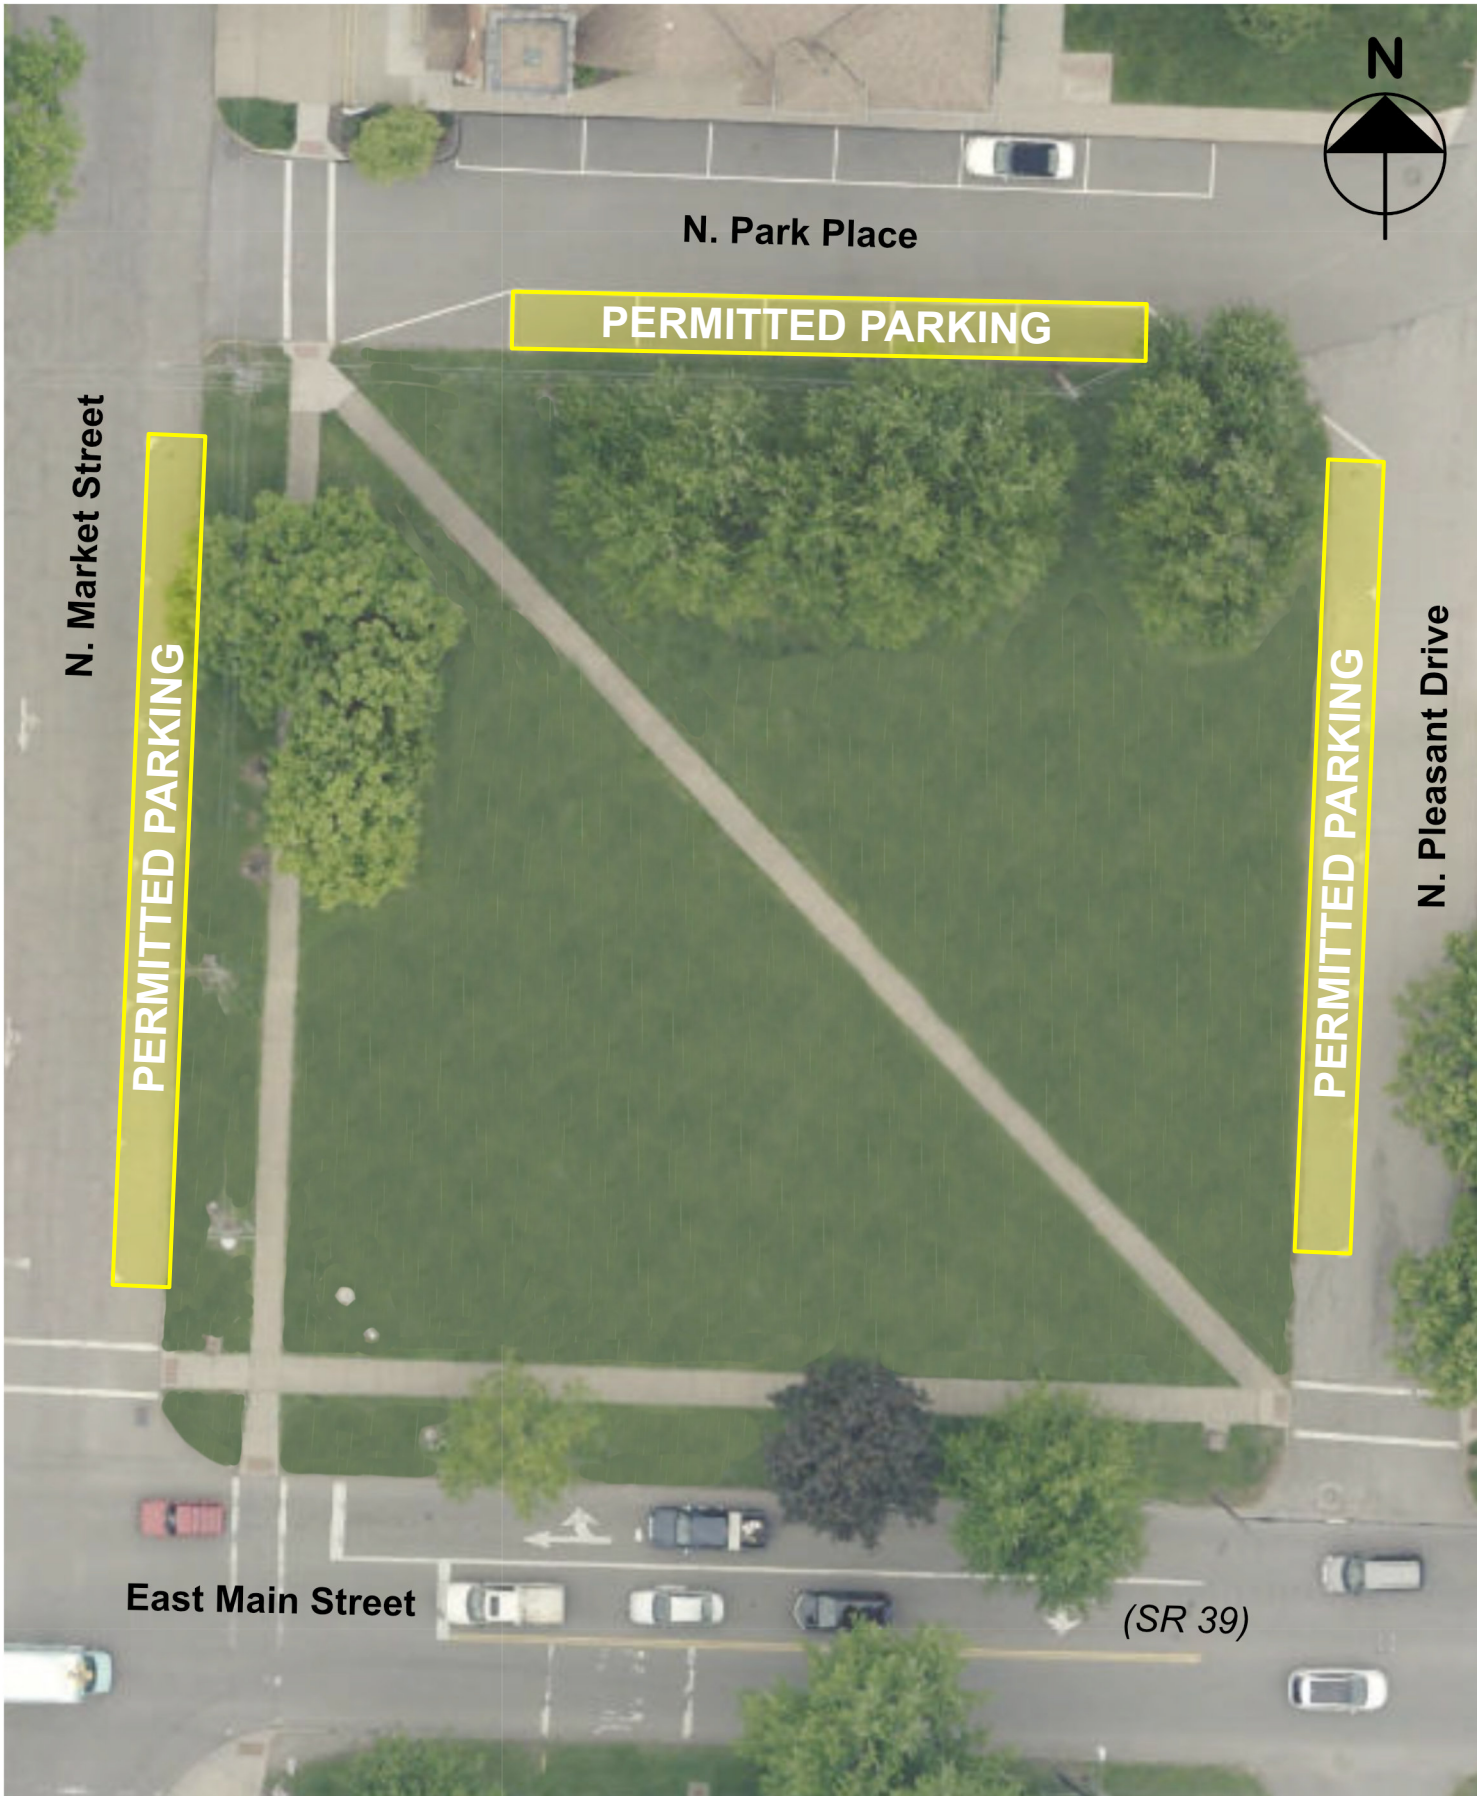 N
N. Park Place
PERMITTED PARKING
N. Market Street
PERMITTED PARKING
PERMITTED PARKING
N. Pleasant Drive
East Main Street
(SR 39)